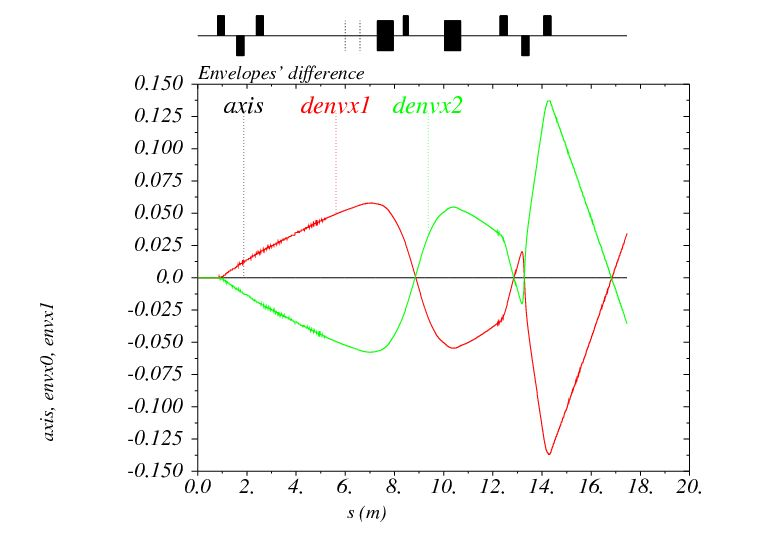 Envelopes' difference
0.150
axis denvx1 denvx2
0.125
0.100
0.075
0.050
0.025
0.0
-0.025
-0.050
-0.075
-0.100
-0.125
-0.150
axis, envx0, envx1
0.0 2. 4. 6. 8. 10. 12. 14. 16. 18. 20.
s (m)